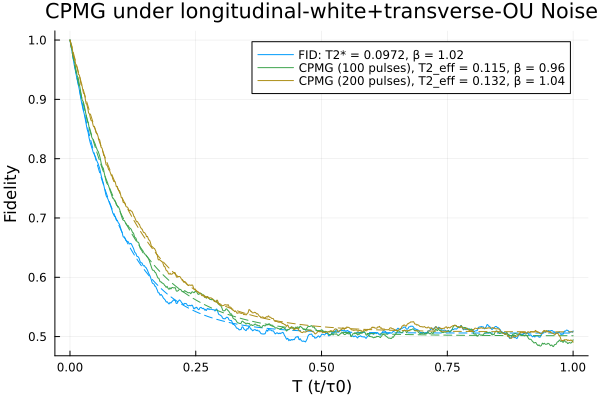 CPMG under longitudinal-white+transverse-OU Noise
FID: T2* = 0.0972, β = 1.02
CPMG (100 pulses), T2_eff = 0.115, β = 0.96
CPMG (200 pulses), T2_eff = 0.132, β = 1.04
Fidelity
1.0
0.9
0.8
0.7
0.6
0.5
0.00
0.25
0.50
0.75
1.00
T (t/τ0)